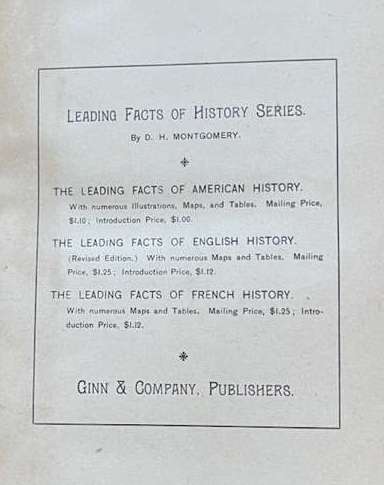 LEADING FACTS OF HISTORY SERIES.
By D. H. MONTGOMERY.
THE LEADING FACTS OF AMERICAN HISTORY.
With numerous Illustrations, Maps, and Tables. Mailing Price,
$1.10; Introduction Price, $1.00.
THE LEADING FACTS OF ENGLISH HISTORY.
(Revised Edition.) With numerous Maps and Tables. Mailing
Price, $1.25; Introduction Price, $1.12.
THE LEADING FACTS OF FRENCH HISTORY.
With numerous Maps and Tables. Mailing Price, $1.25; Intro-
duction Price, $1.12.
GINN & COMPANY, PUBLISHERS.